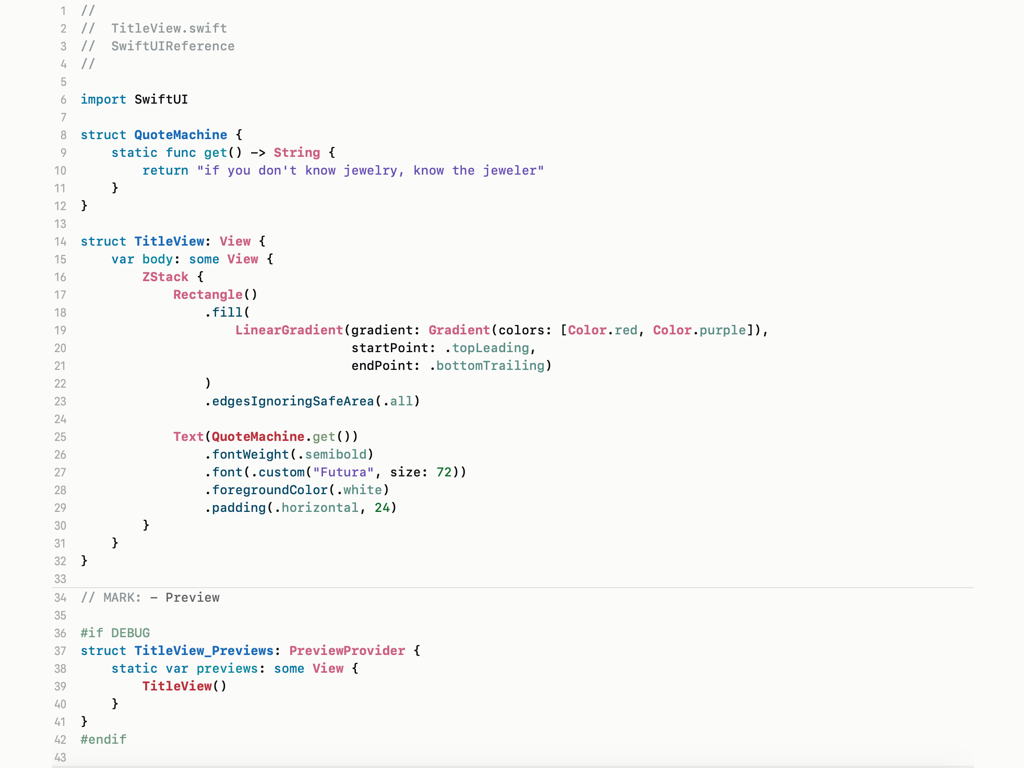 1 //
2 //  TitleView.swift
3 //  SwiftUIReference
4 //
5
6 import SwiftUI
7
8 struct QuoteMachine {
9     static func get() -> String {
10         return "if you don't know jewelry, know the jeweler"
11     }
12 }
13
14 struct TitleView: View {
15     var body: some View {
16         ZStack {
17             Rectangle()
18                 .fill(
19                     LinearGradient(gradient: Gradient(colors: [Color.red, Color.purple]),
20                                    startPoint: .topLeading,
21                                    endPoint: .bottomTrailing)
22                 )
23                 .edgesIgnoringSafeArea(.all)
24
25             Text(QuoteMachine.get())
26                 .fontWeight(.semibold)
27                 .font(.custom("Futura", size: 72))
28                 .foregroundColor(.white)
29                 .padding(.horizontal, 24)
30         }
31     }
32 }
33
34 // MARK: - Preview
35
36 #if DEBUG
37 struct TitleView_Previews: PreviewProvider {
38     static var previews: some View {
39         TitleView()
40     }
41 }
42 #endif
43